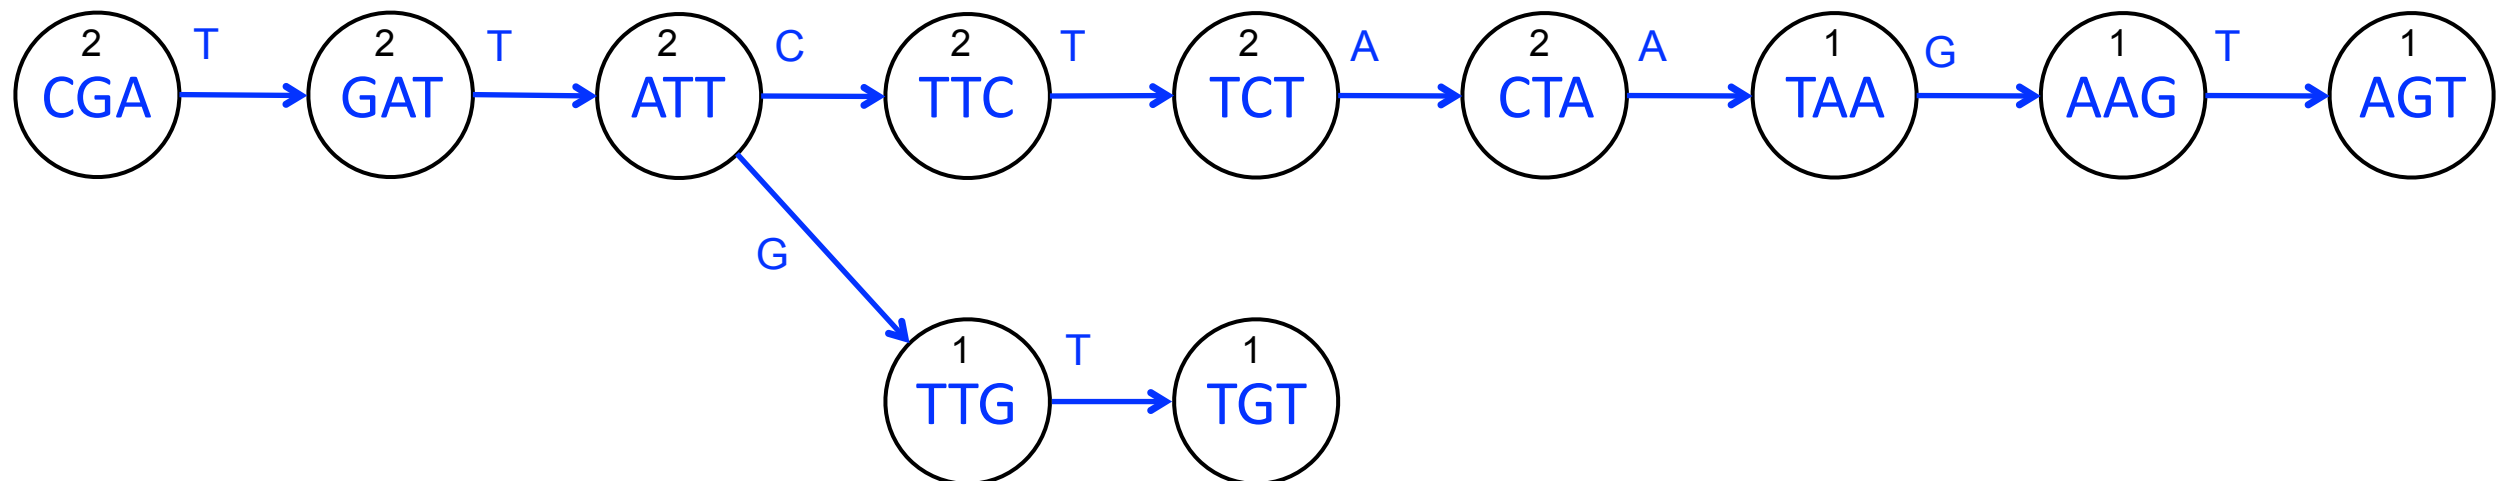 2 T 2 T 2 C 2 T 2 A 2 A 1 G 1 T 1
CGA GAT ATT TTC TCT CTA TAA AAG AGT
G
1 T 1
TTG TGT